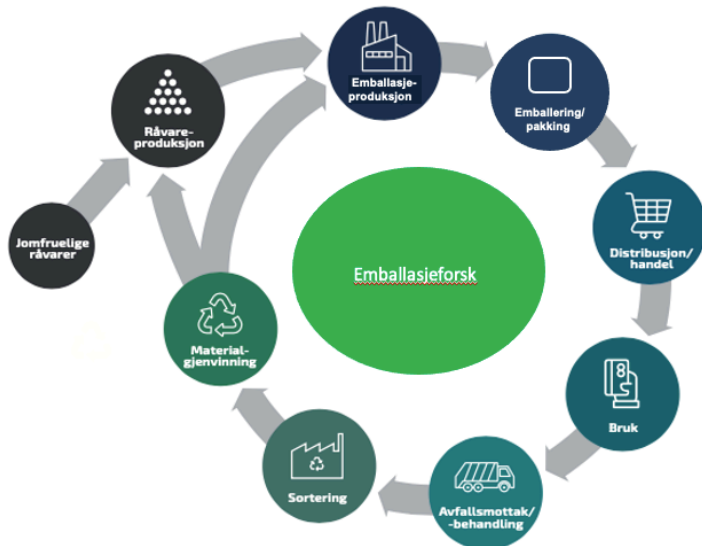 Emballasje-
produksjon
Emballering/
pakking
Råvare-
produksjon
Distribusjon/
handel
Jomfruelige
råvarer
Emballasjeforsk
Material-
gjenvinning
Bruk
Sortering
Avfallsmottak/
-behandling